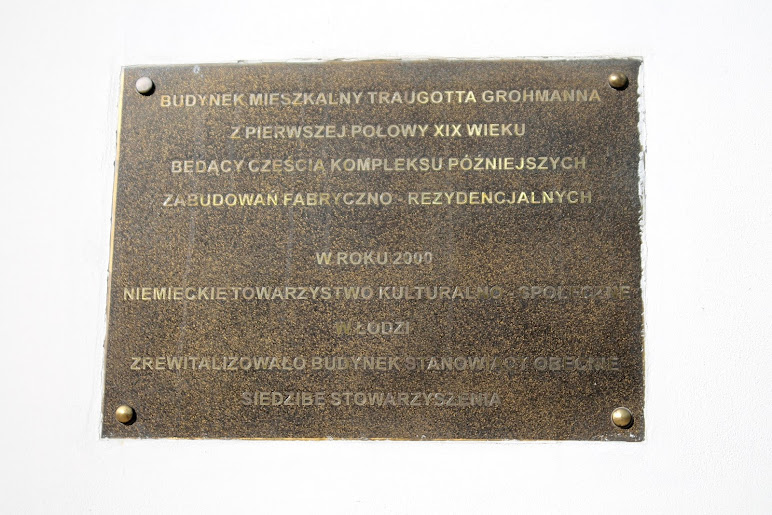 BUDYNEK MIESZKALNY TRAUGOTTA GROHMANNA
Z PIERWSZEJ POŁOWY XIX WIEKU
BĘDĄCY CZĘŚCIĄ KOMPLEKSU PÓŹNIEJSZYCH
ZABUDOWAŃ FABRYCZNO - REZYDENCJALNYCH
W ROKU 2000
NIEMIECKIE TOWARZYSTWO KULTURALNO - SPOŁECZNE
W ŁODZI
ZREWITALIZOWAŁO BUDYNEK STANOWIĄCY OBECNIE
SIEDZIBĘ STOWARZYSZENIA